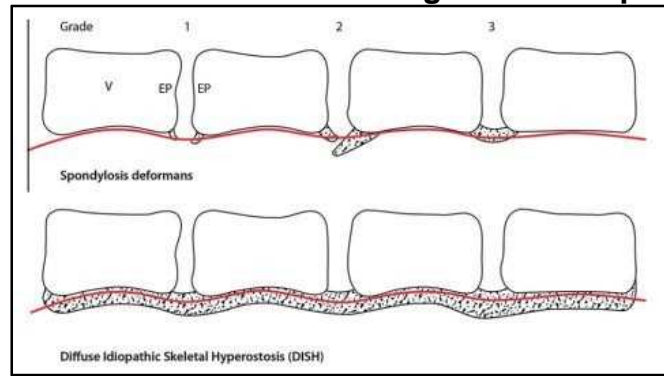 Grade 1 2 3
V EP EP
Spondylosis deformans
Diffuse Idiopathic Skeletal Hyperostosis (DISH)